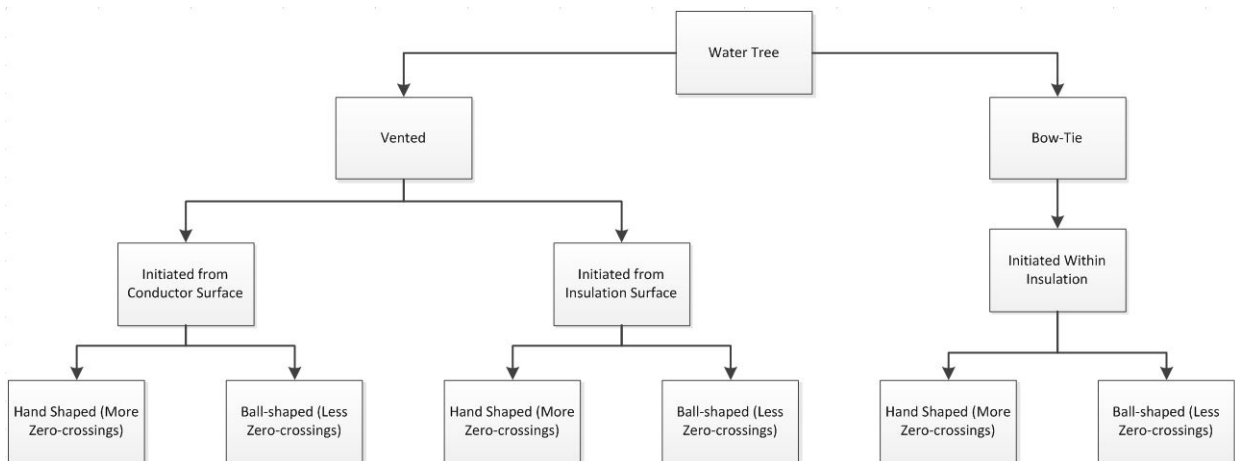 Water Tree
Vented
Bow-Tie
Initiated from
Conductor Surface
Initiated from
Insulation Surface
Initiated Within
Insulation
Hand Shaped (More
Zero-crossings)
Ball-shaped (Less
Zero-crossings)
Hand Shaped (More
Zero-crossings)
Ball-shaped (Less
Zero-crossings)
Hand Shaped (More
Zero-crossings)
Ball-shaped (Less
Zero-crossings)